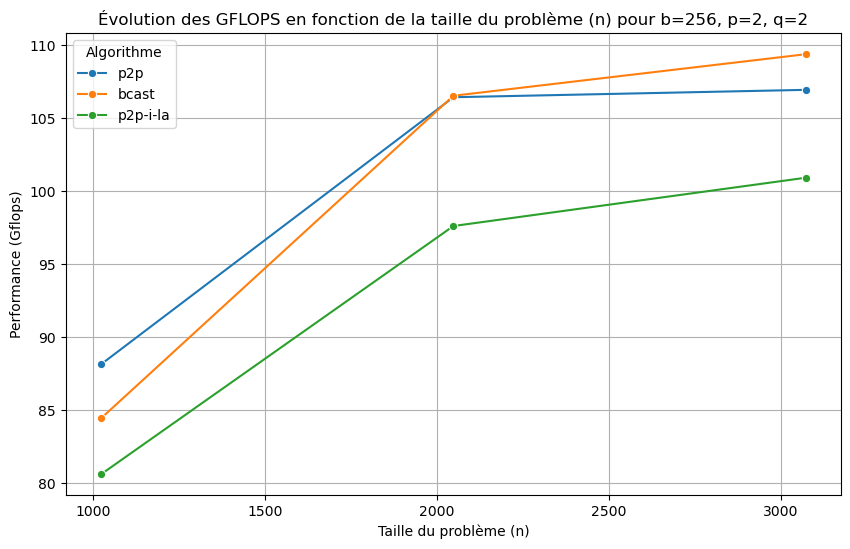 Évolution des GFLOPS en fonction de la taille du problème (n) pour b=256, p=2, q=2
Algorithme
p2p
bcast
p2p-i-la
110
105
100
95
90
85
80
Performance (Gflops)
1000
1500
2000
2500
3000
Taille du problème (n)